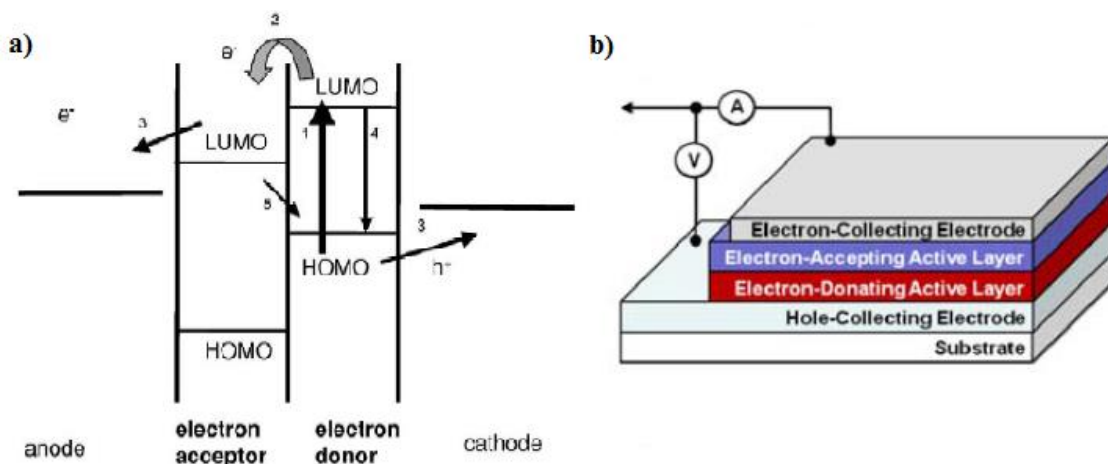 a)
2
e-
LUMO
e-
3
LUMO
1
4
5
3
HOMO
h+
HOMO
anode
electron
acceptor
electron
donor
cathode
b)
A
V
Electron-Collecting Electrode
Electron-Accepting Active Layer
Electron-Donating Active Layer
Hole-Collecting Electrode
Substrate